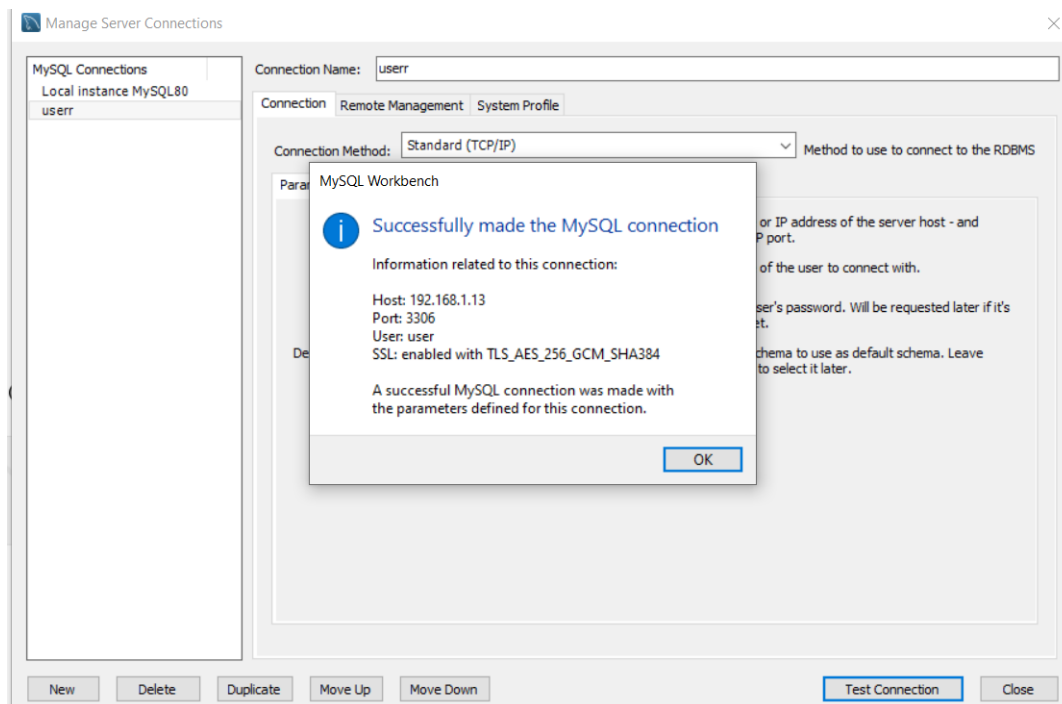 Manage Server Connections
MySQL Connections
Local instance MySQL80
userr
Connection Name: userr
Connection Remote Management System Profile
Connection Method: Standard (TCP/IP) Method to use to connect to the RDBMS
Para
MySQL Workbench
Successfully made the MySQL connection
Information related to this connection:
Host: 192.168.1.13
Port: 3306
User: user
SSL: enabled with TLS_AES_256_GCM_SHA384
A successful MySQL connection was made with
the parameters defined for this connection.
OK
or IP address of the server host - and
P port.
of the user to connect with.
ser's password. Will be requested later if it's
et.
De
chema to use as default schema. Leave
to select it later.
New Delete Duplicate Move Up Move Down Test Connection Close